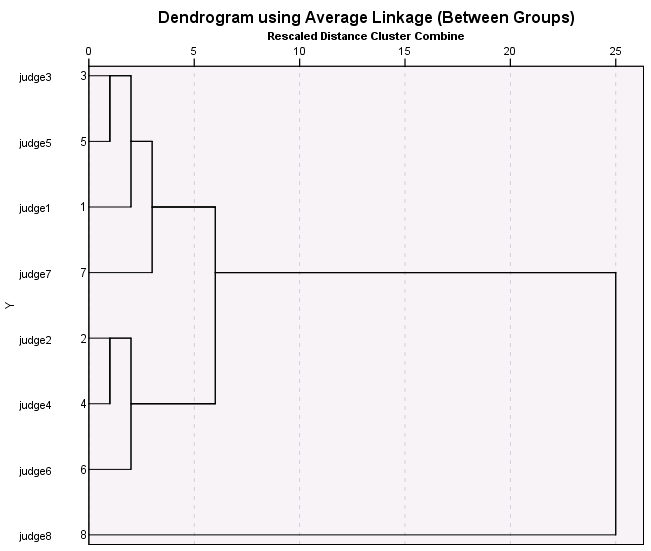 Dendrogram using Average Linkage (Between Groups)
Rescaled Distance Cluster Combine
0 5 10 15 20 25
judge3 3
judge5 5
judge1 1
judge7 7
Y
judge2 2
judge4 4
judge6 6
judge8 8